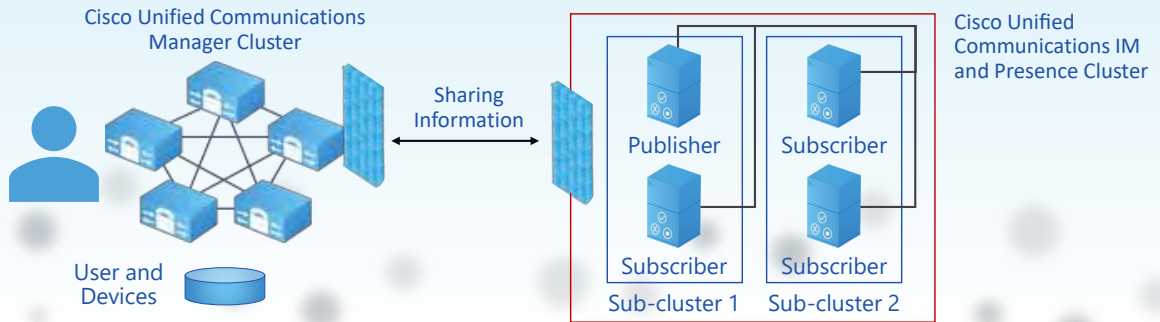 Cisco Unified Communications
Manager Cluster
Sharing
Information
User and
Devices
Cisco Unified
Communications IM
and Presence Cluster
Publisher
Subscriber
Subscriber
Subscriber
Sub-cluster 1
Sub-cluster 2